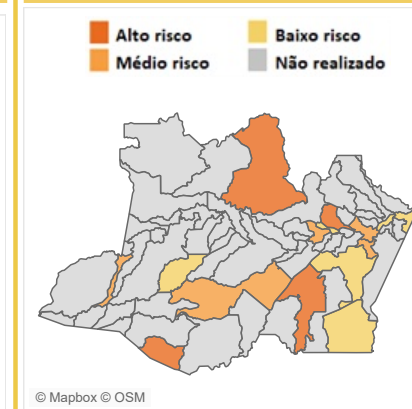 Alto risco
Baixo risco
Médio risco
Não realizado
© Mapbox © OSM